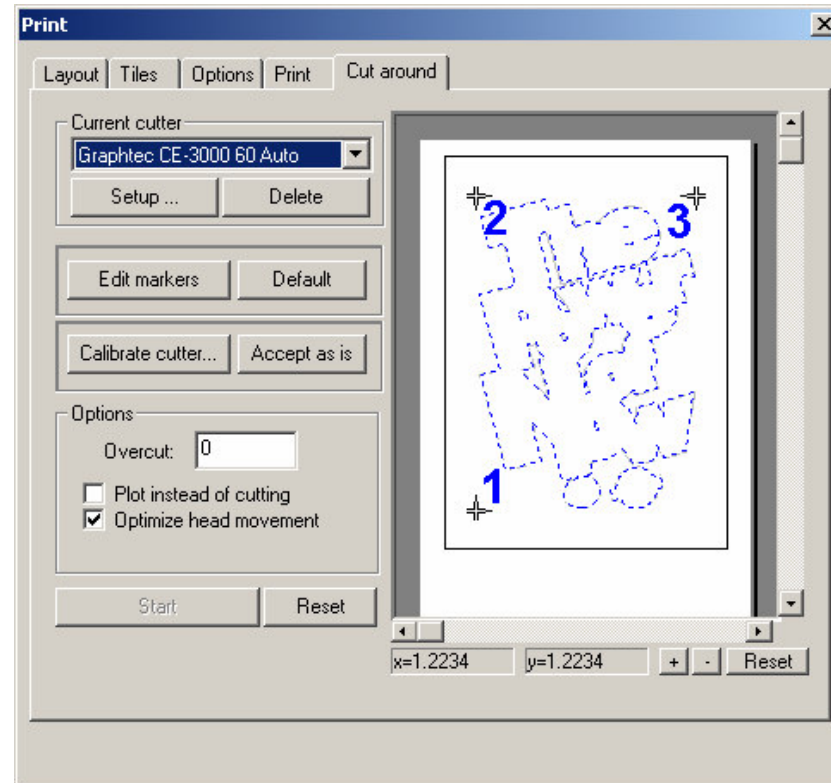 Print
Layout Tiles Options Print Cut around
Current cutter
Graphtec CE-3000 60 Auto
Setup ... Delete
Edit markers Default
Calibrate cutter... Accept as is
Options
Overcut: 0
Plot instead of cutting
Optimize head movement
Start Reset
2 3
1
x=1.2234 y=1.2234 + - Reset